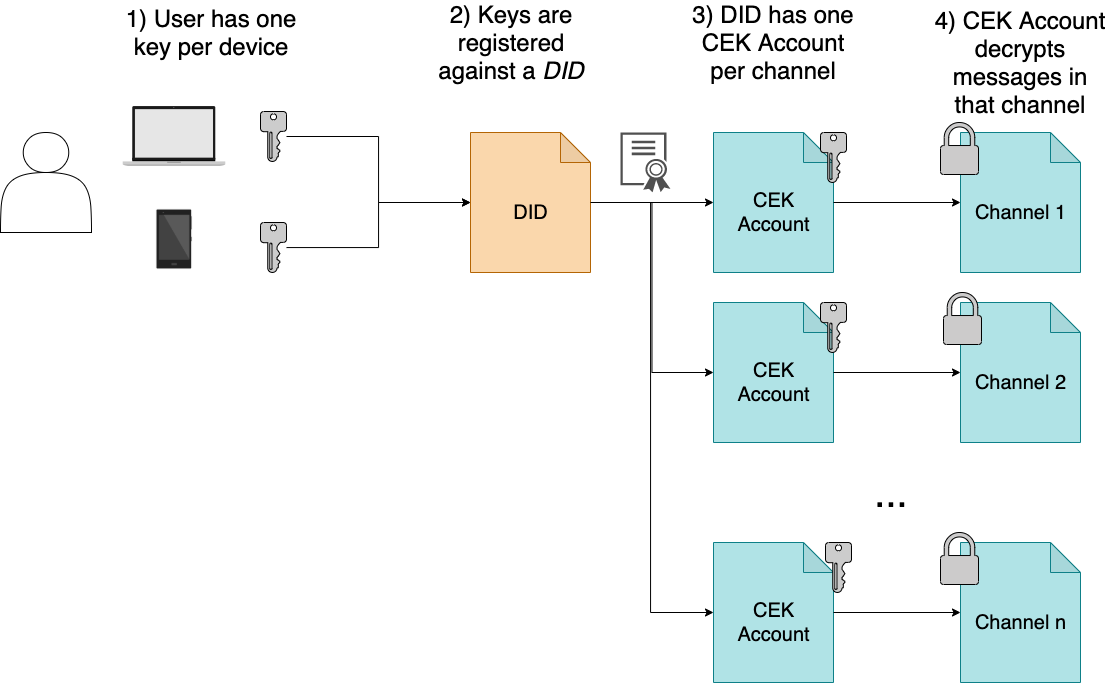 1) User has one
key per device
2) Keys are
registered
against a DID
3) DID has one
CEK Account
per channel
4) CEK Account
decrypts
messages in
that channel
DID
CEK
Account
Channel 1
CEK
Account
Channel 2
...
CEK
Account
Channel n